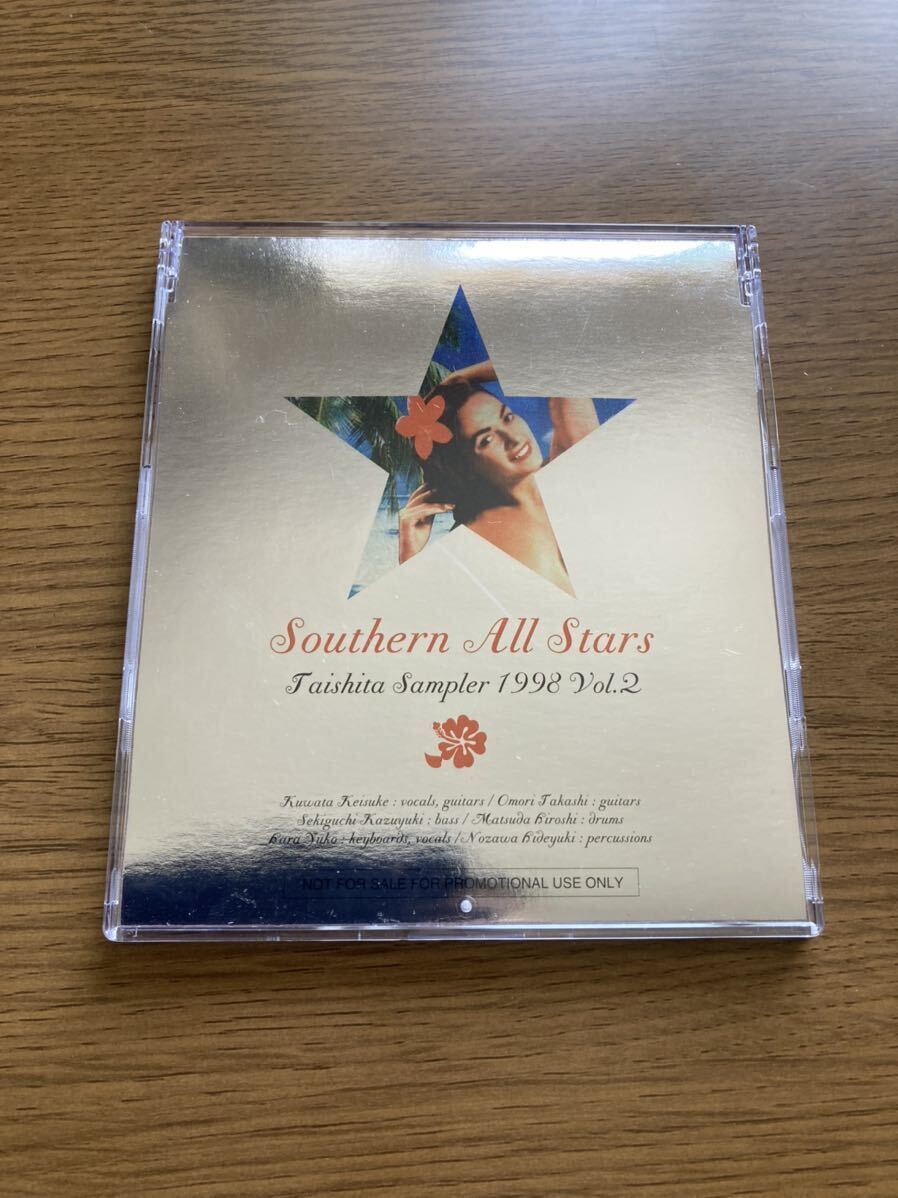 Southern All Stars
Taishita Sampler 1998 Vol.2
Kuwata Keisuke : vocals, guitars / Omori Takashi : guitars
Sekiguchi Kazuyuki : bass / Matsuda Hiroshi : drums
Hara Yuko : keyboards, vocals / Nozawa Hideyuki : percussions
NOT FOR SALE FOR PROMOTIONAL USE ONLY